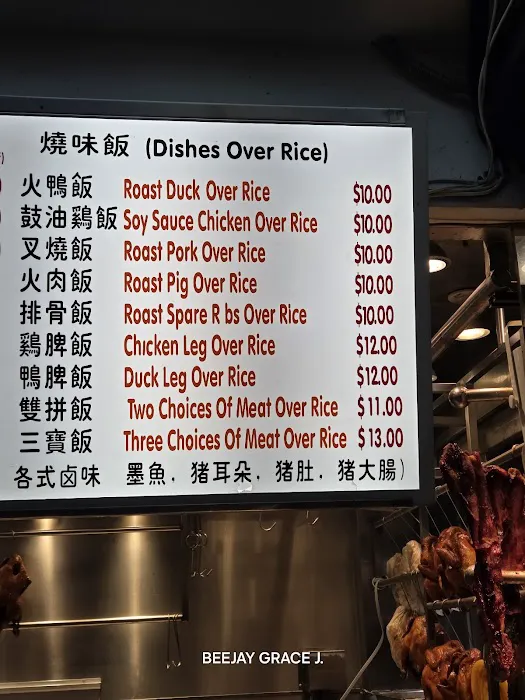 燒味飯 (Dishes Over Rice)
火鴨飯 Roast Duck Over Rice $10.00
鼓油鷄飯 Soy Sauce Chicken Over Rice $10.00
叉燒飯 Roast Pork Over Rice $10.00
火肉飯 Roast Pig Over Rice $10.00
排骨飯 Roast Spare R bs Over Rice $10.00
鷄脾飯 Chicken Leg Over Rice $12.00
鴨脾飯 Duck Leg Over Rice $12.00
雙拼飯 Two Choices Of Meat Over Rice $11.00
三寶飯 Three Choices Of Meat Over Rice $13.00
各式卤味 墨魚. 猪耳朵. 猪肚. 猪大腸)
BEEJAY GRACE J.